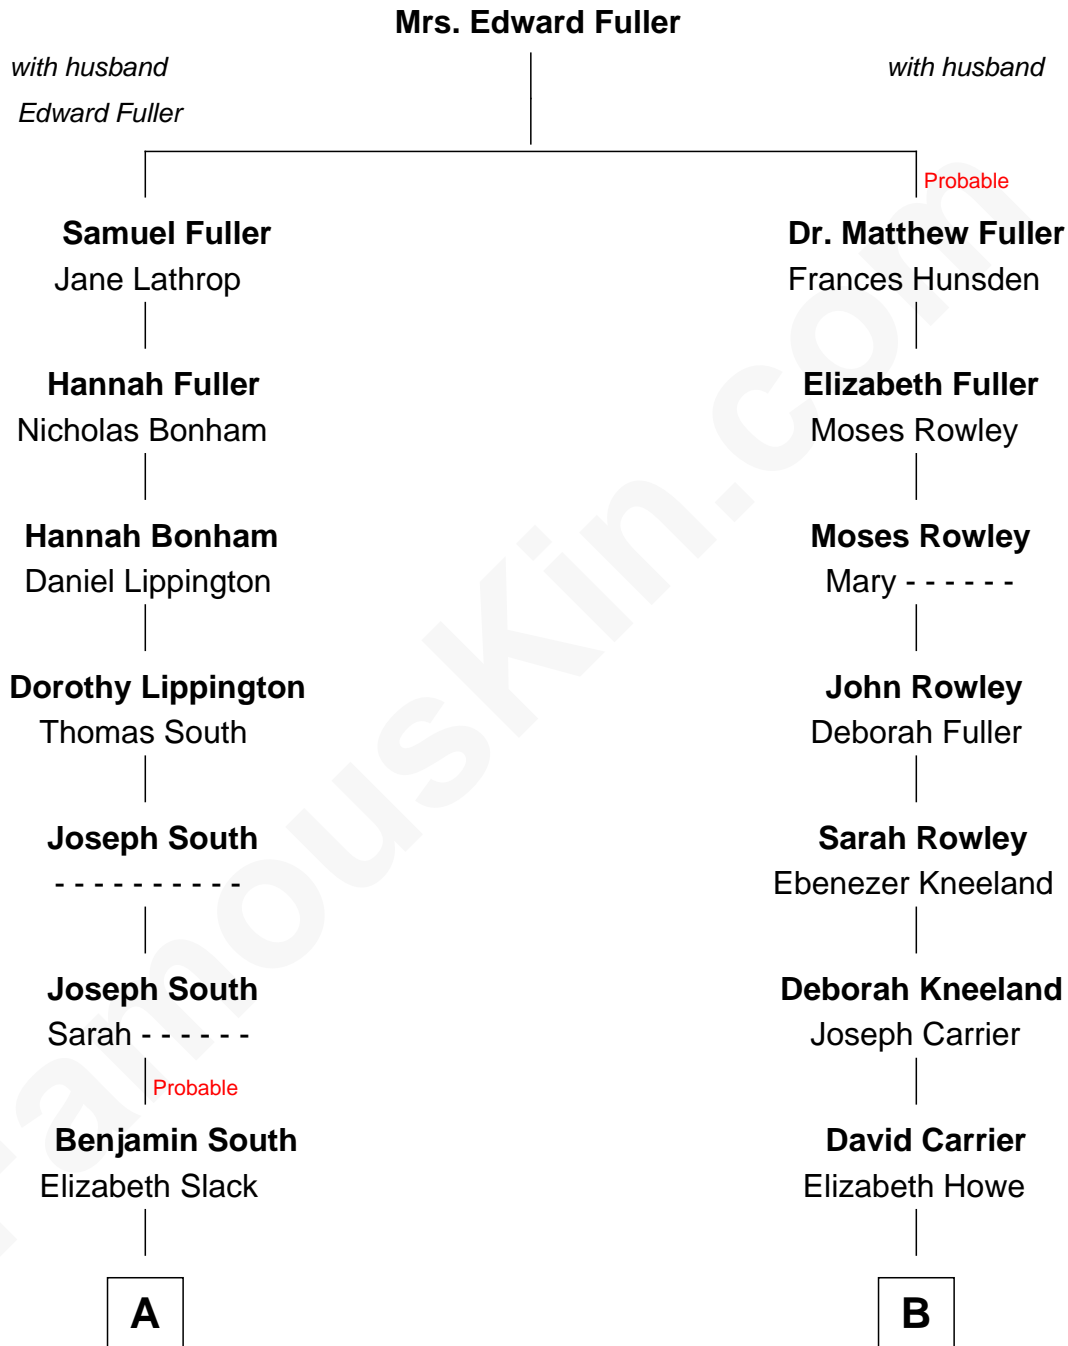 Mrs. Edward Fuller
with husband
Edward Fuller
with husband
Probable
Samuel Fuller
Jane Lathrop
Dr. Matthew Fuller
Frances Hunsden
Hannah Fuller
Nicholas Bonham
Elizabeth Fuller
Moses Rowley
Hannah Bonham
Daniel Lippington
Moses Rowley
Mary - - - - - -
Dorothy Lippington
Thomas South
John Rowley
Deborah Fuller
Joseph South
- - - - - - - - - -
Sarah Rowley
Ebenezer Kneeland
Joseph South
Sarah - - - - - -
Deborah Kneeland
Joseph Carrier
Probable
Benjamin South
Elizabeth Slack
David Carrier
Elizabeth Howe
A
B
FamousKin.com